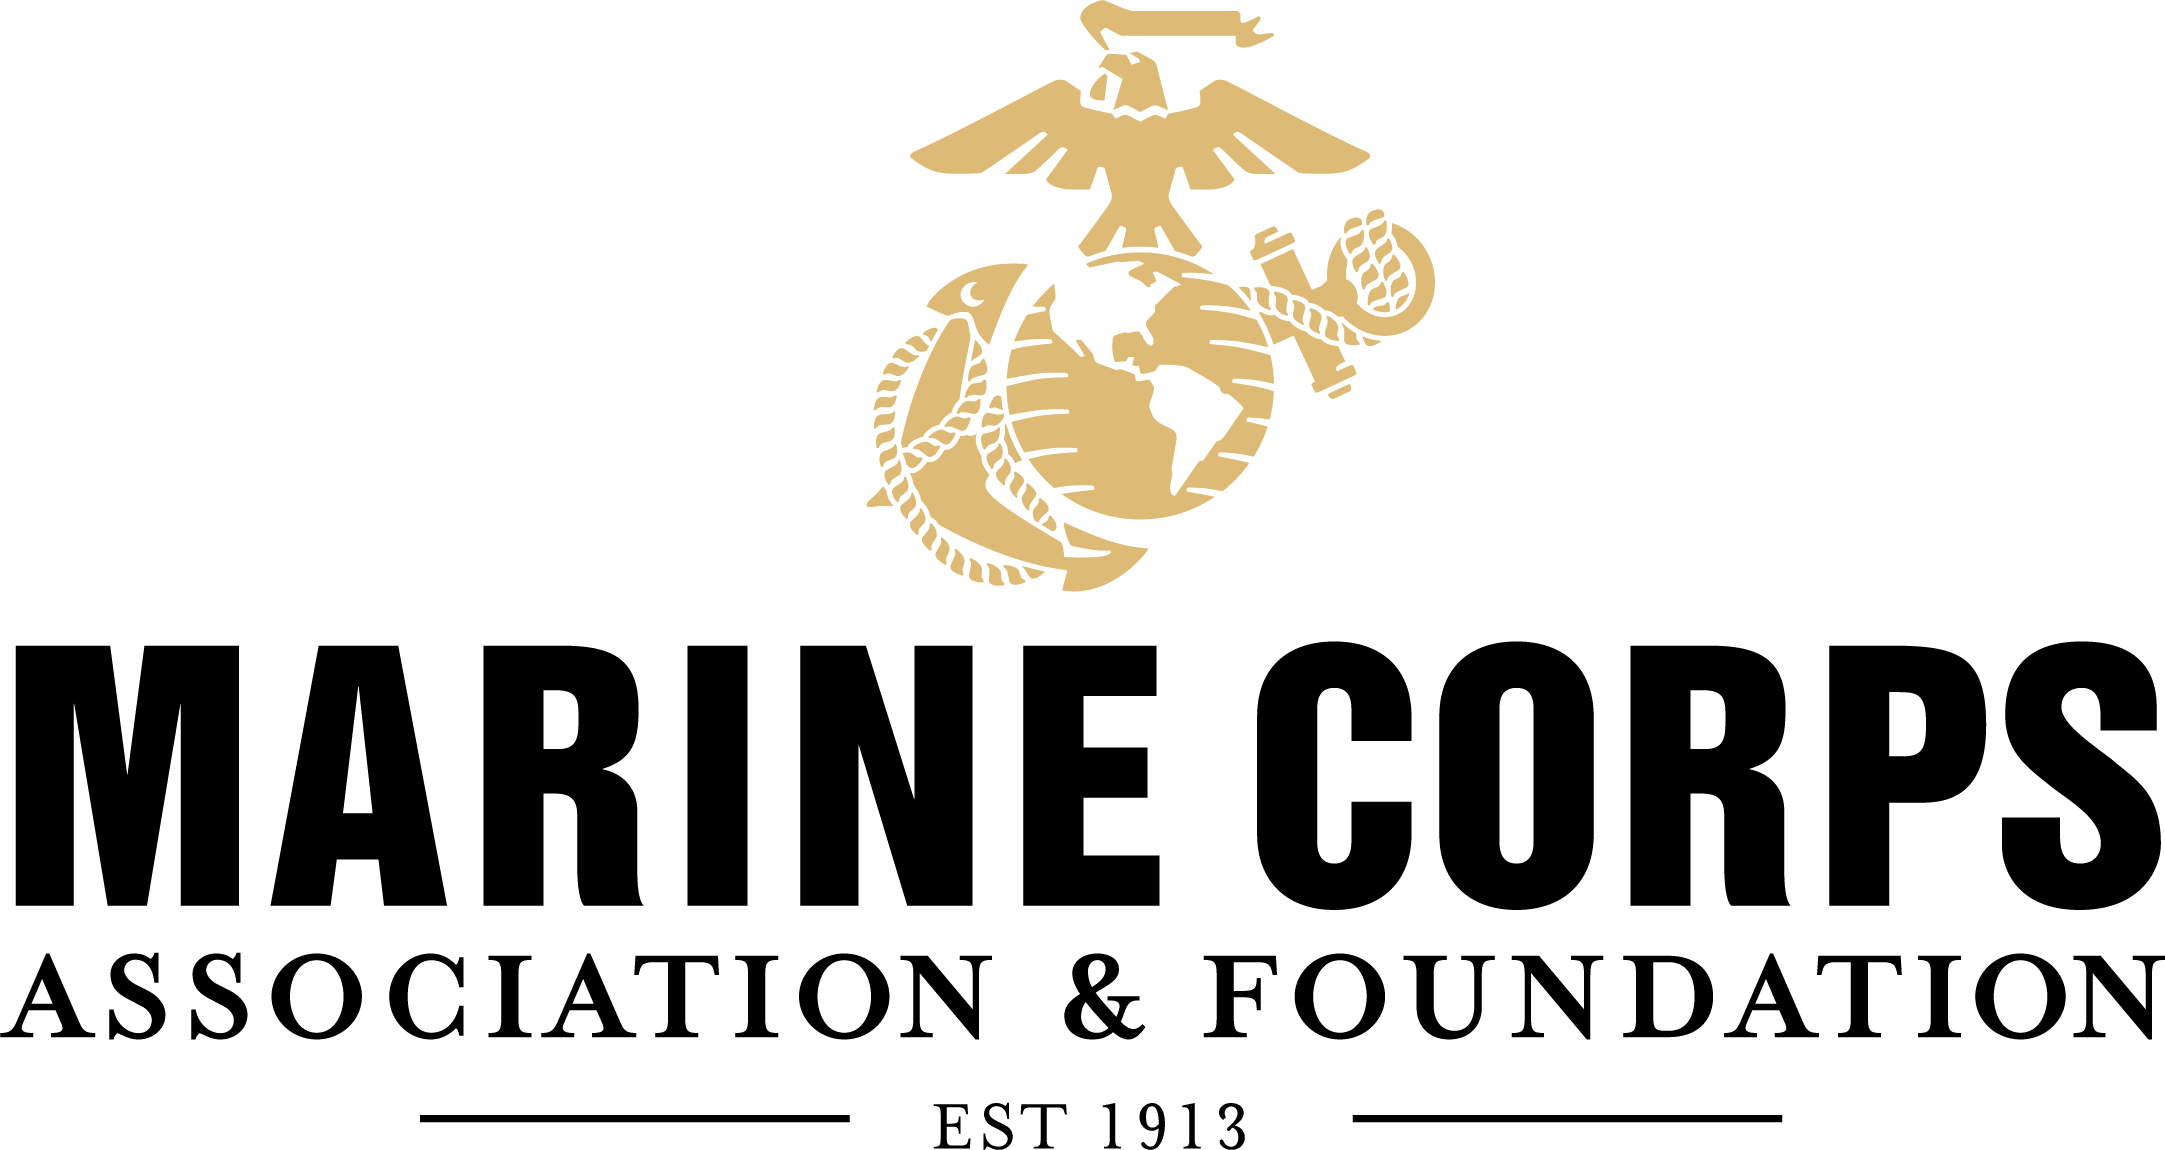 MARINE CORPS
ASSOCIATION & FOUNDATION
EST 1913